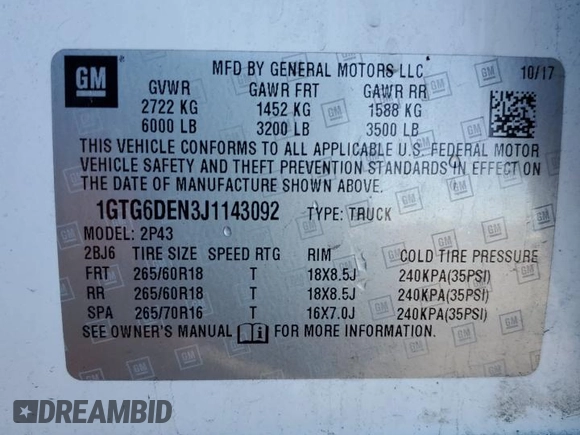 GM
MFD BY GENERAL MOTORS LLC
10/17
GVWR GAWR FRT GAWR RR
2722 KG 1452 KG 1588 KG
6000 LB 3200 LB 3500 LB
THIS VEHICLE CONFORMS TO ALL APPLICABLE U.S. FEDERAL MOTOR
VEHICLE SAFETY AND THEFT PREVENTION STANDARDS IN EFFECT ON
THE DATE OF MANUFACTURE SHOWN ABOVE.
1GTG6DEN3J1143092 TYPE: TRUCK
MODEL: 2P43
2BJ6 TIRE SIZE SPEED RTG RIM COLD TIRE PRESSURE
FRT 265/60R18 T 18X8.5J 240KPA(35PSI)
RR 265/60R18 T 18X8.5J 240KPA(35PSI)
SPA 265/70R16 T 16X7.0J 240KPA(35PSI)
SEE OWNER'S MANUAL FOR MORE INFORMATION.
DREAMBID